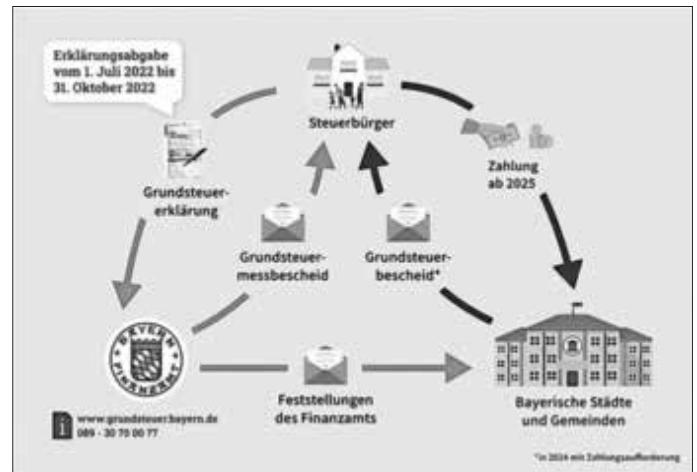 Erklärungsabgabe
vom 1. Juli 2022 bis
31. Oktober 2022
Steuerbürger
Grundsteuer-
erklärung
Zahlung
ab 2025
Grundsteuer-
messbescheid
Grundsteuer-
bescheid*
BAYERN
FINANZAMT
Feststellungen
des Finanzamts
Bayerische Städte
und Gemeinden
www.grundsteuer.bayern.de
089 - 30 70 00 77
*in 2024 mit Zahlungsaufforderung